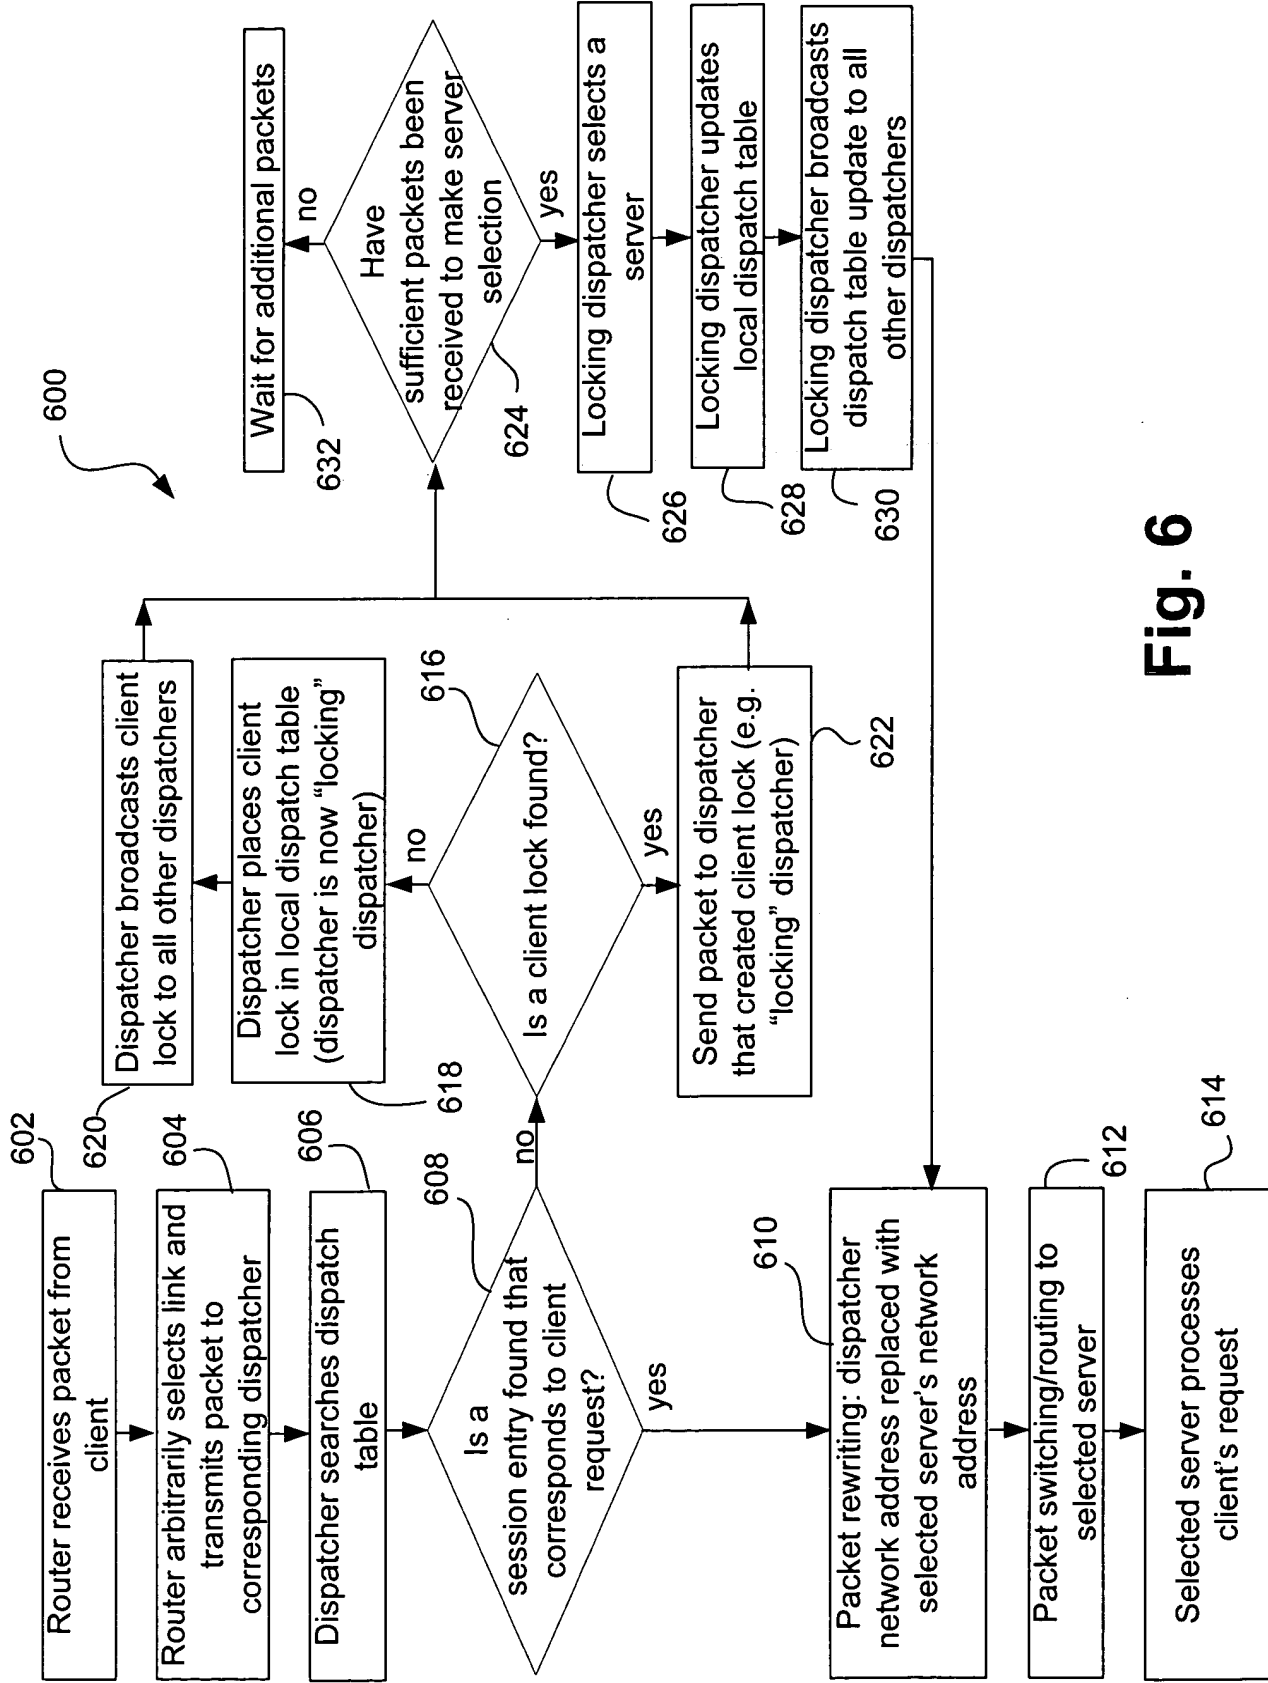 600
602
Router receives packet from
client
604
Router arbitrarily selects link and
transmits packet to
corresponding dispatcher
606
Dispatcher searches dispatch
table
608
Is a
session entry found that
corresponds to client
request?
no
yes
610
Packet rewriting: dispatcher
network address replaced with
selected server's network
address
612
Packet switching/routing to
selected server
614
Selected server processes
client's request
620
Dispatcher broadcasts client
lock to all other dispatchers
618
Dispatcher places client
lock in local dispatch table
(dispatcher is now “locking”
dispatcher)
no
616
Is a client lock found?
yes
622
Send packet to dispatcher
that created client lock (e.g.
“locking” dispatcher)
632
Wait for additional packets
no
624
Have
sufficient packets been
received to make server
selection
yes
626
Locking dispatcher selects a
server
628
Locking dispatcher updates
local dispatch table
630
Locking dispatcher broadcasts
dispatch table update to all
other dispatchers
Fig. 6